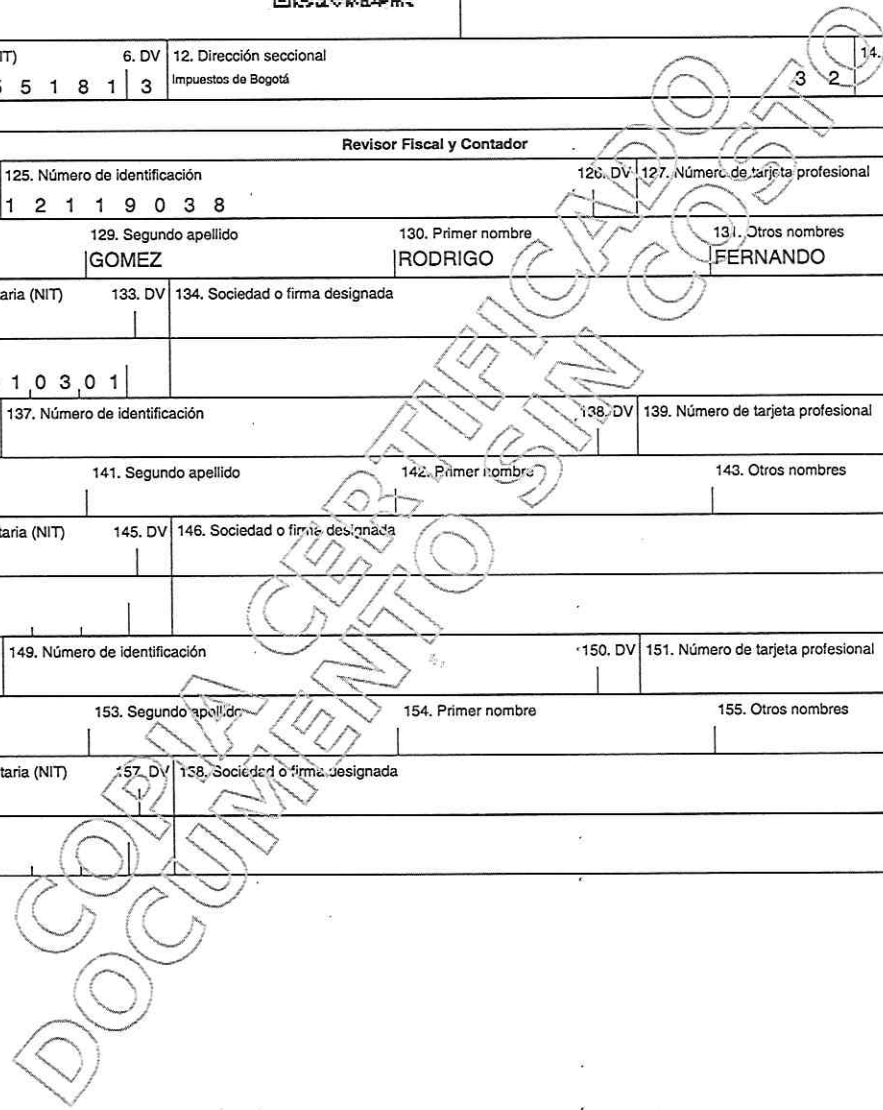 6. DV 12. Dirección seccional 14.
5 1 8 1 3 Impuestos de Bogotá 3 2
Revisor Fiscal y Contador
125. Número de identificación 126. DV 127. Número de tarjeta profesional
1 2 1 1 9 0 3 8
129. Segundo apellido 130. Primer nombre 131. Otros nombres
GOMEZ RODRIGO FERNANDO
(NIT) 133. DV 134. Sociedad o firma designada
1 0 3 0 1
137. Número de identificación 138. DV 139. Número de tarjeta profesional
141. Segundo apellido 142. Primer nombre 143. Otros nombres
(NIT) 145. DV 146. Sociedad o firma designada
149. Número de identificación 150. DV 151. Número de tarjeta profesional
153. Segundo apellido 154. Primer nombre 155. Otros nombres
(NIT) 157. DV 158. Sociedad o firma designada
COPIA CERTIFICADO
DOCUMENTO SIN COSTO